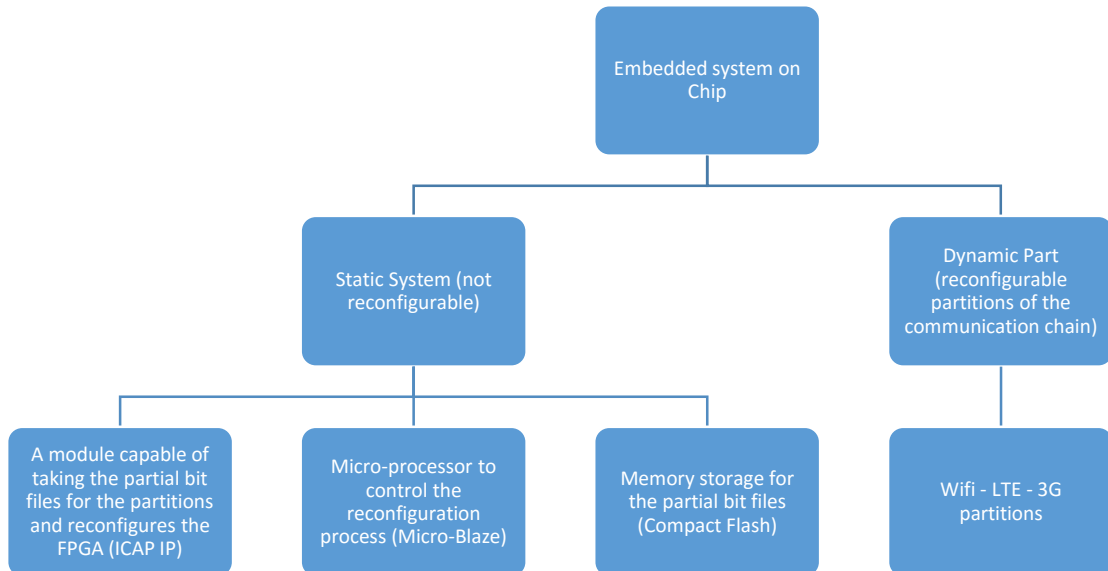 Embedded system on
Chip
Static System (not
reconfigurable)
Dynamic Part
(reconfigurable
partitions of the
communication chain)
A module capable of
taking the partial bit
files for the partitions
and reconfigures the
FPGA (ICAP IP)
Micro-processor to
control the
reconfiguration
process (Micro-Blaze)
Memory storage for
the partial bit files
(Compact Flash)
Wifi - LTE - 3G
partitions